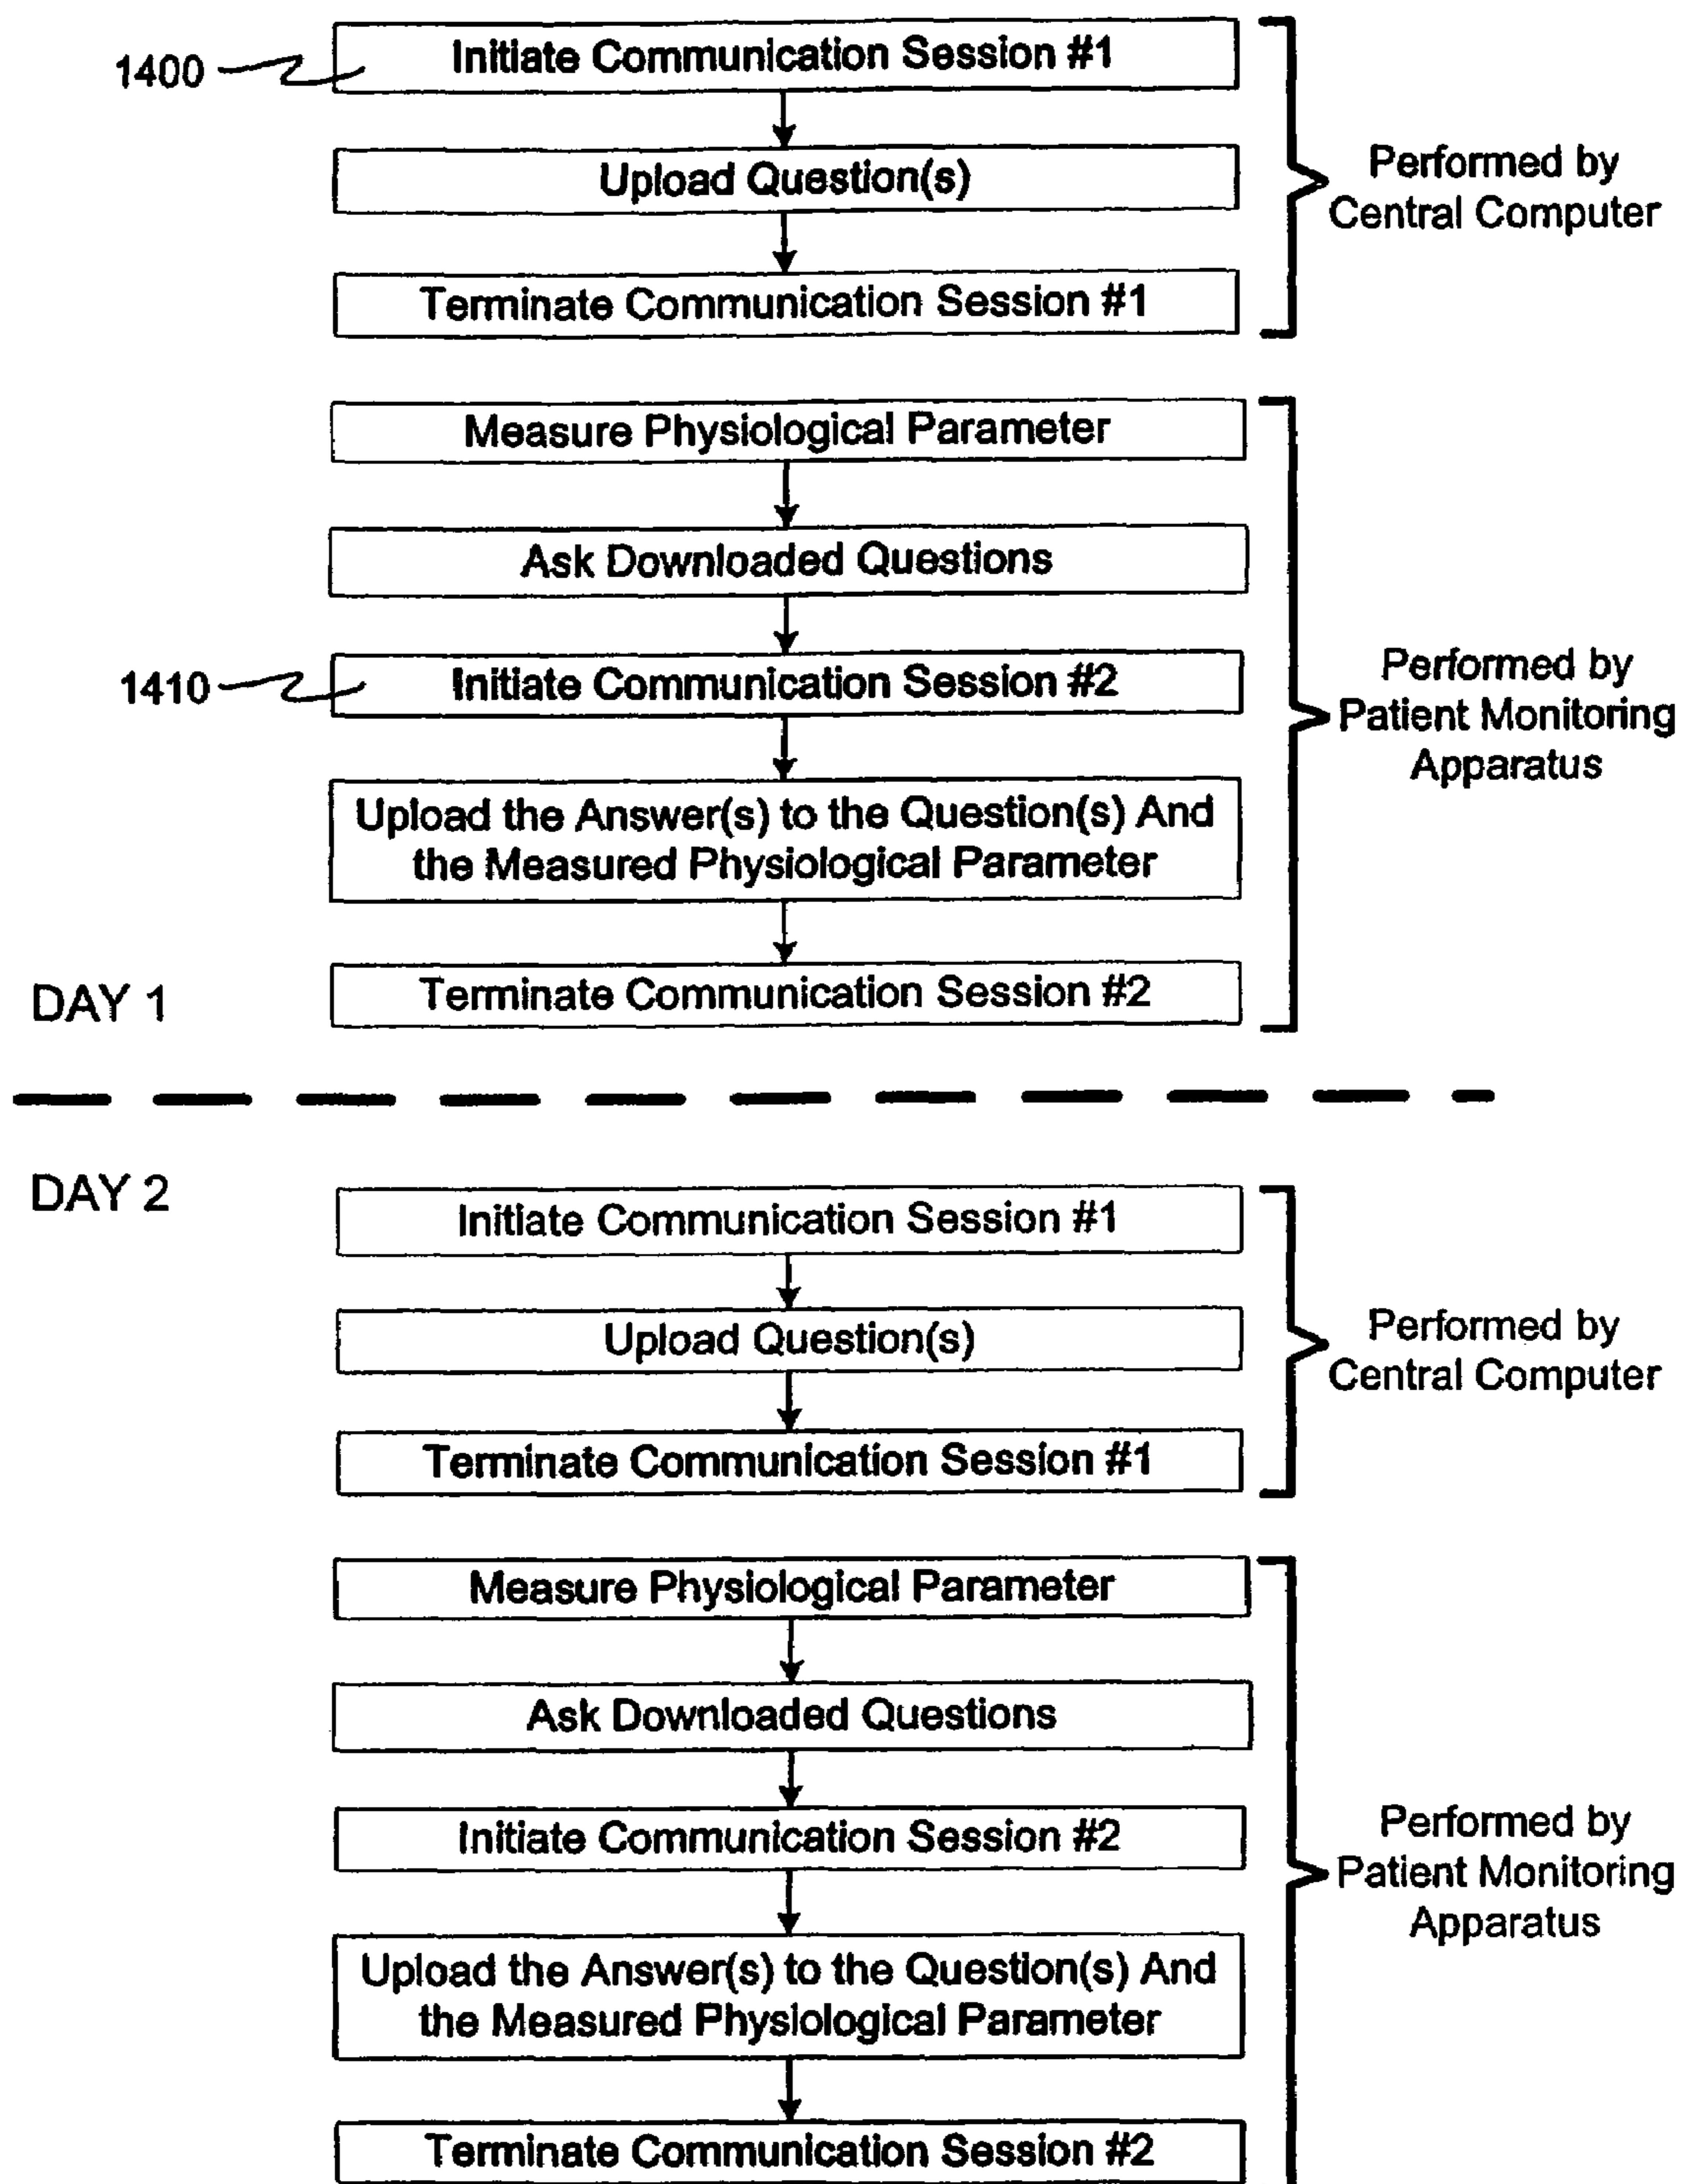 1400
Initiate Communication Session #1
Upload Question(s)
Terminate Communication Session #1
Performed by
Central Computer
Measure Physiological Parameter
Ask Downloaded Questions
1410
Initiate Communication Session #2
Upload the Answer(s) to the Question(s) And
the Measured Physiological Parameter
Terminate Communication Session #2
Performed by
Patient Monitoring
Apparatus
DAY 1
DAY 2
Initiate Communication Session #1
Upload Question(s)
Terminate Communication Session #1
Performed by
Central Computer
Measure Physiological Parameter
Ask Downloaded Questions
Initiate Communication Session #2
Upload the Answer(s) to the Question(s) And
the Measured Physiological Parameter
Terminate Communication Session #2
Performed by
Patient Monitoring
Apparatus